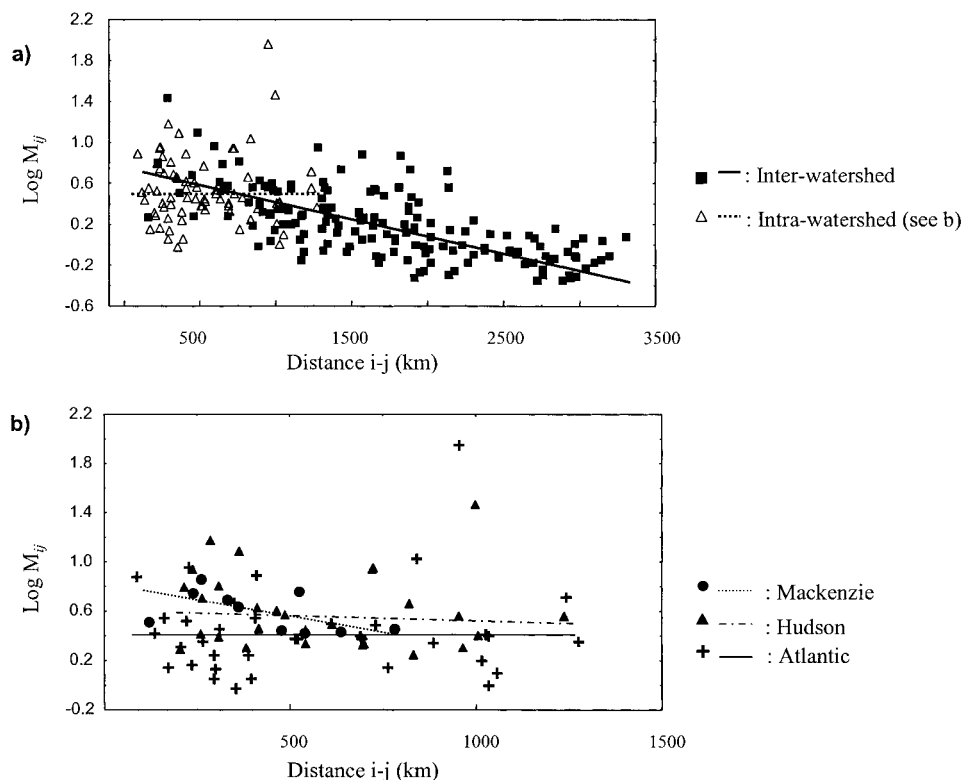 a)
2.2
1.8
1.4
1.0
0.6
0.2
-0.2
-0.6
Log Mij
500
1500
2500
3500
Distance i-j (km)
: Inter-watershed
: Intra-watershed (see b)
b)
2.2
1.8
1.4
1.0
0.6
0.2
-0.2
Log Mij
500
1000
1500
Distance i-j (km)
: Mackenzie
: Hudson
: Atlantic